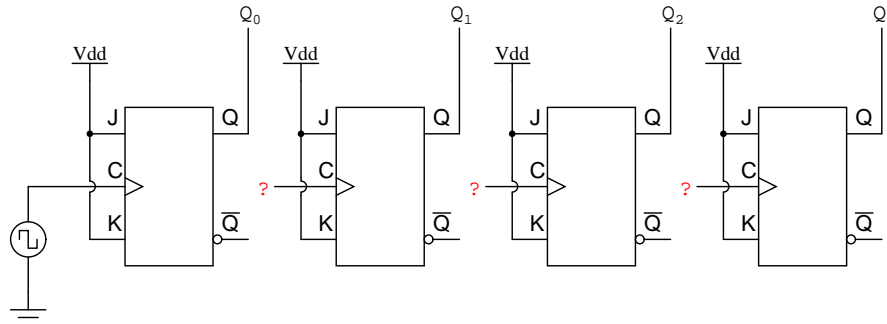 Q₀ Q₁ Q₂ Q
Vdd Vdd Vdd Vdd
J Q J Q J Q J Q
C C C C
? ? ?
K Q̅ K Q̅ K Q̅ K Q̅